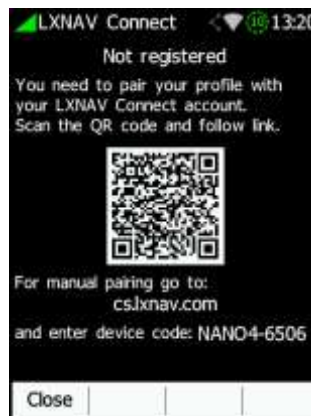 LXNAV Connect 10 13:20
Not registered
You need to pair your profile with
your LXNAV Connect account.
Scan the QR code and follow link.
For manual pairing go to:
cs.lxnav.com
and enter device code: NANO4-6506
Close